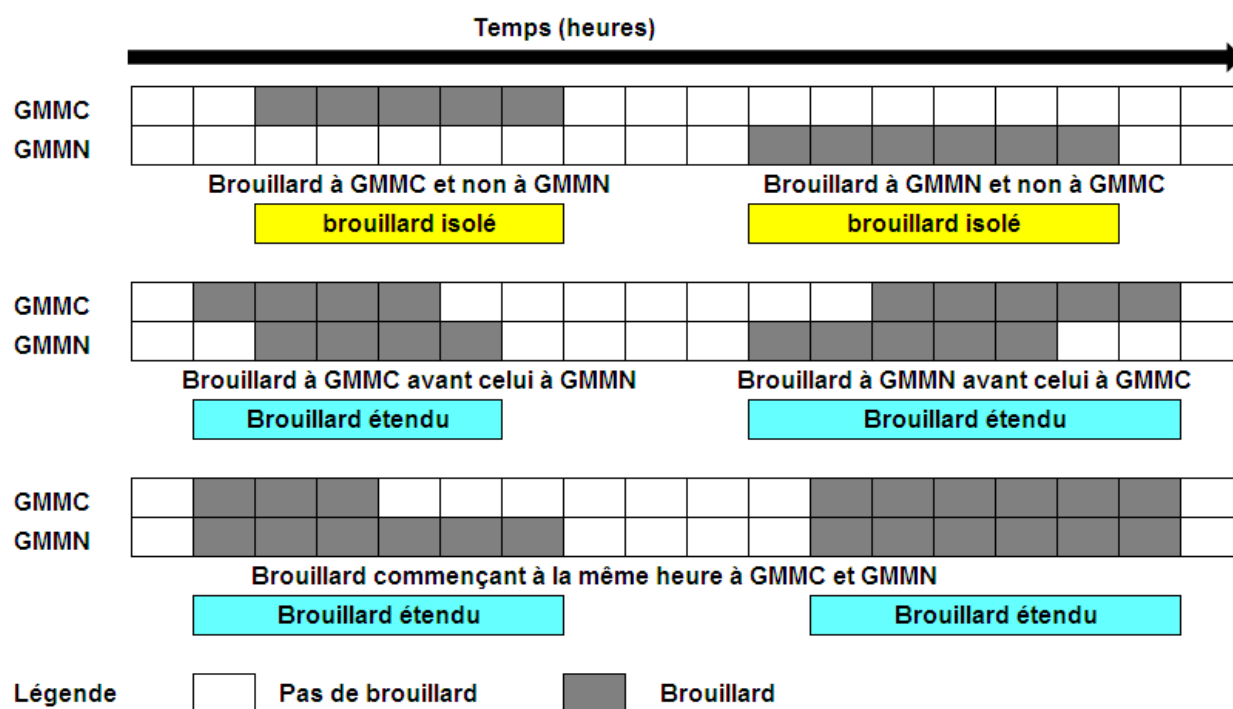 Temps (heures)
GMMC
GMMN
Brouillard à GMMC et non à GMMN
Brouillard à GMMN et non à GMMC
brouillard isolé
brouillard isolé
GMMC
GMMN
Brouillard à GMMC avant celui à GMMN
Brouillard à GMMN avant celui à GMMC
Brouillard étendu
Brouillard étendu
GMMC
GMMN
Brouillard commençant à la même heure à GMMC et GMMN
Brouillard étendu
Brouillard étendu
Légende
Pas de brouillard
Brouillard